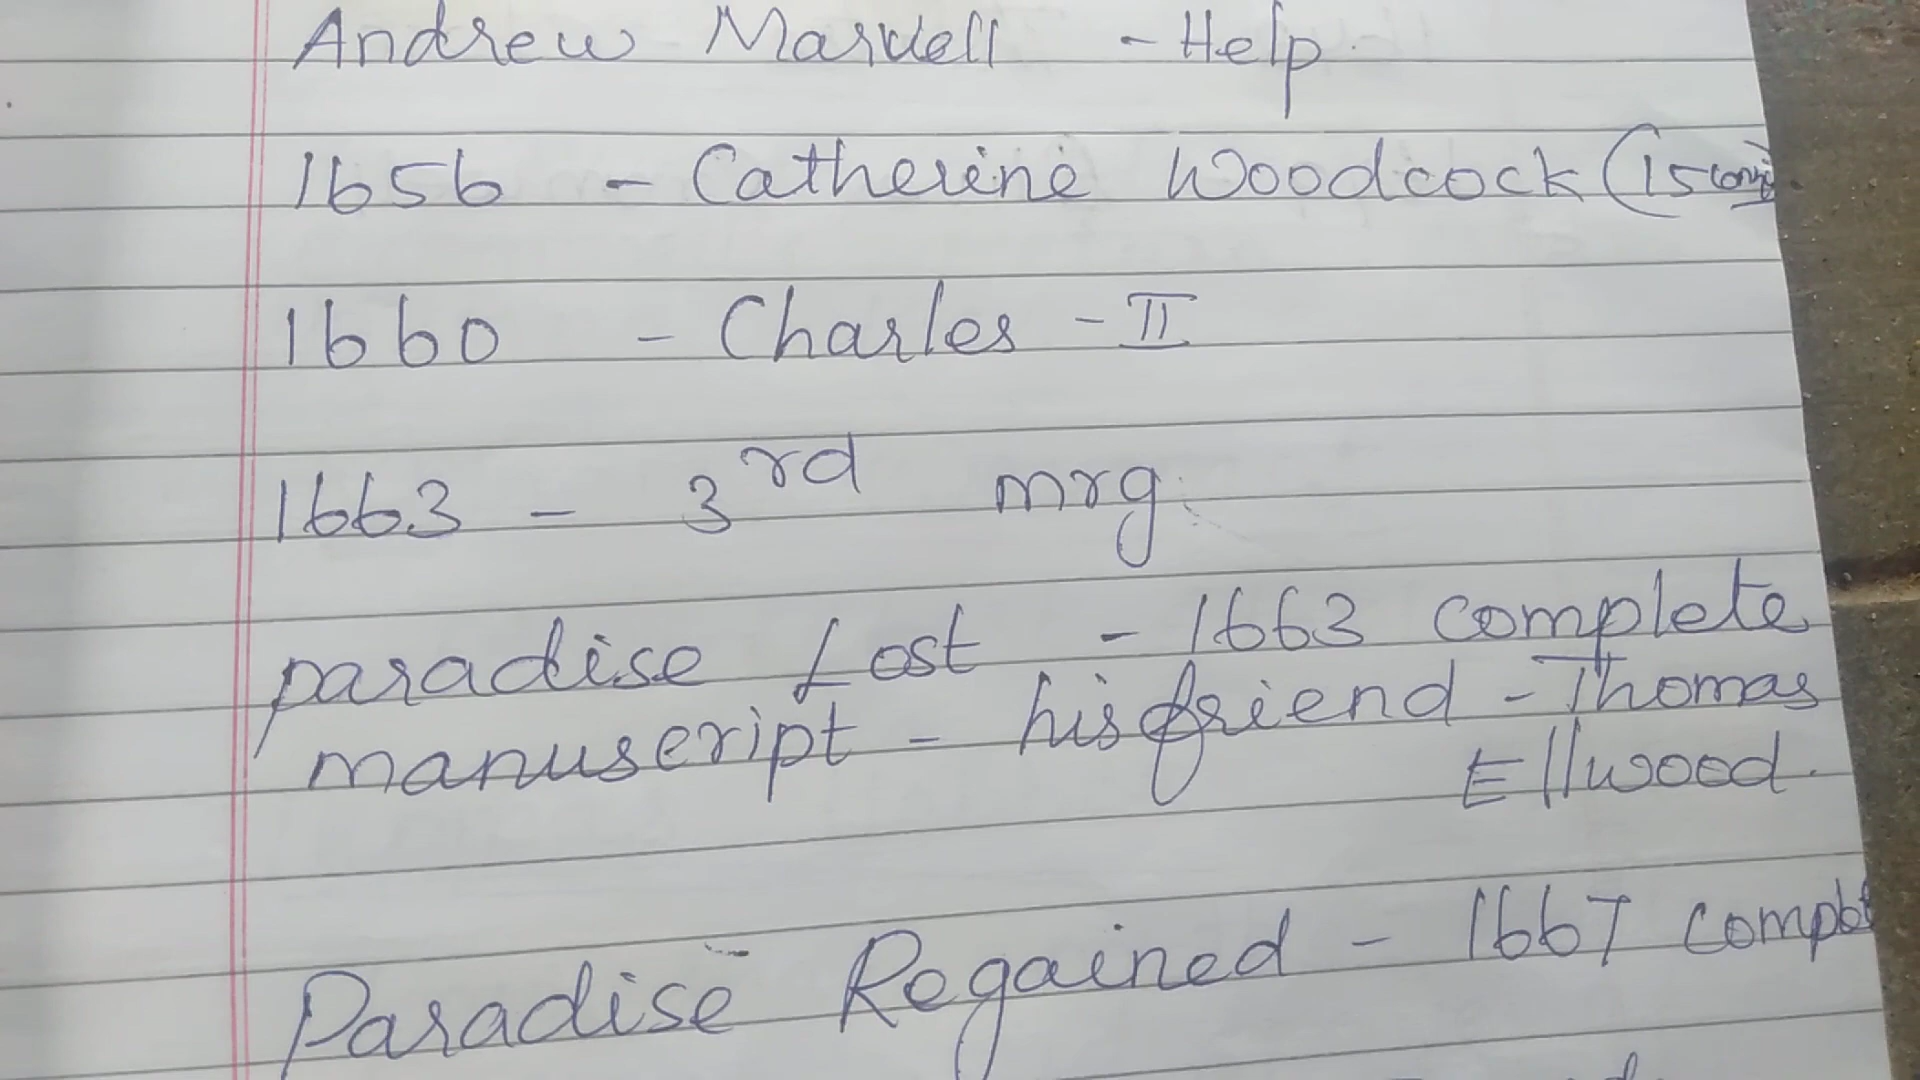 Andrew Marvell - Help
1656 - Catherine Woodcock (15
1660 - Charles - II
1663 - 3rd mrg.
paradise Lost - 1663 complete
manuscript - his friend - Thomas
Ellwood.
Paradise Regained - 1667